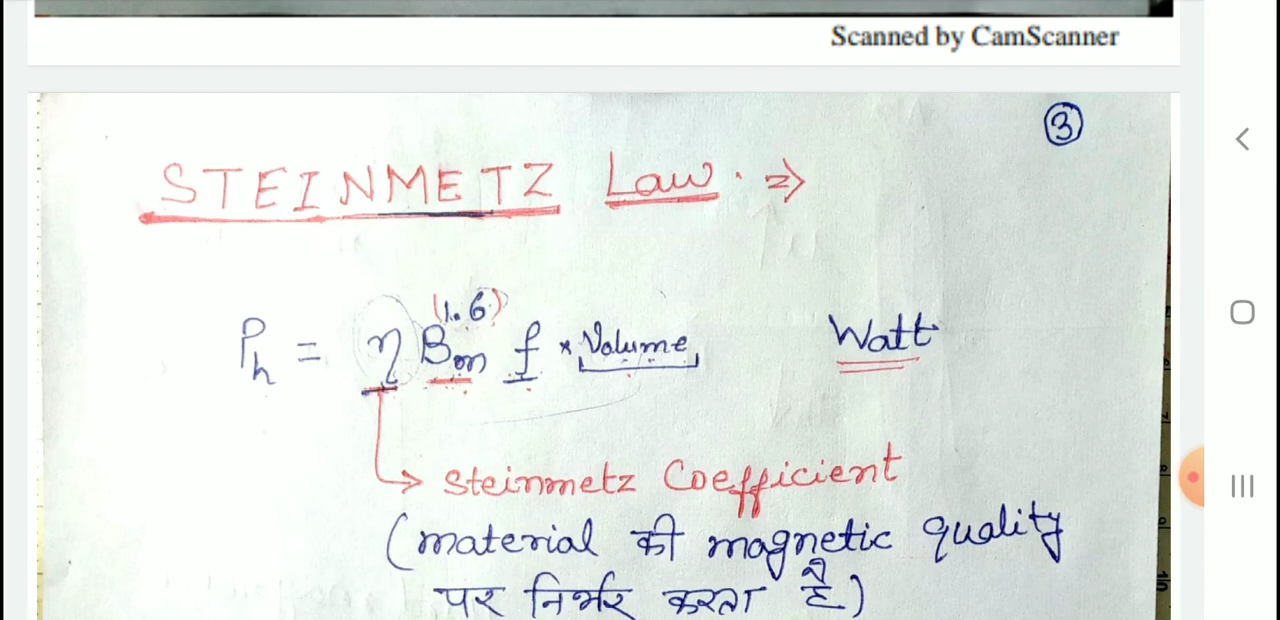 Scanned by CamScanner
③
STEINMETZ Law. ⇒
Pₕ = η Bₘ^(1.6) f × Volume Watt
→ Steinmetz Coefficient
(material की magnetic quality
पर निर्भर करता है)